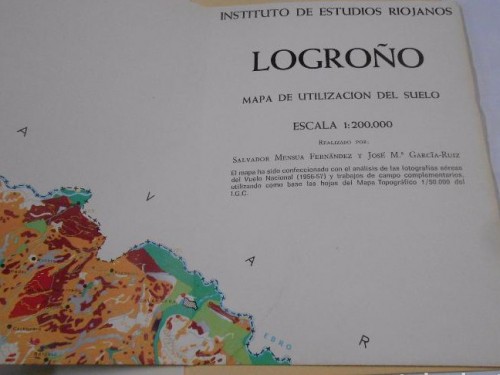 INSTITUTO DE ESTUDIOS RIOJANOS
LOGROÑO
MAPA DE UTILIZACION DEL SUELO
ESCALA 1:200.000
REALIZADO POR:
SALVADOR MENSUA FERNÁNDEZ Y JOSÉ M.ª GARCÍA-RUIZ
El mapa ha sido confeccionado con el análisis de las fotografías aéreas
del Vuelo Nacional (1956-57) y trabajos de campo complementarios,
utilizando como base las hojas del Mapa Topográfico 1/50.000 del
I.G.C.
A
V
A
R
EBRO